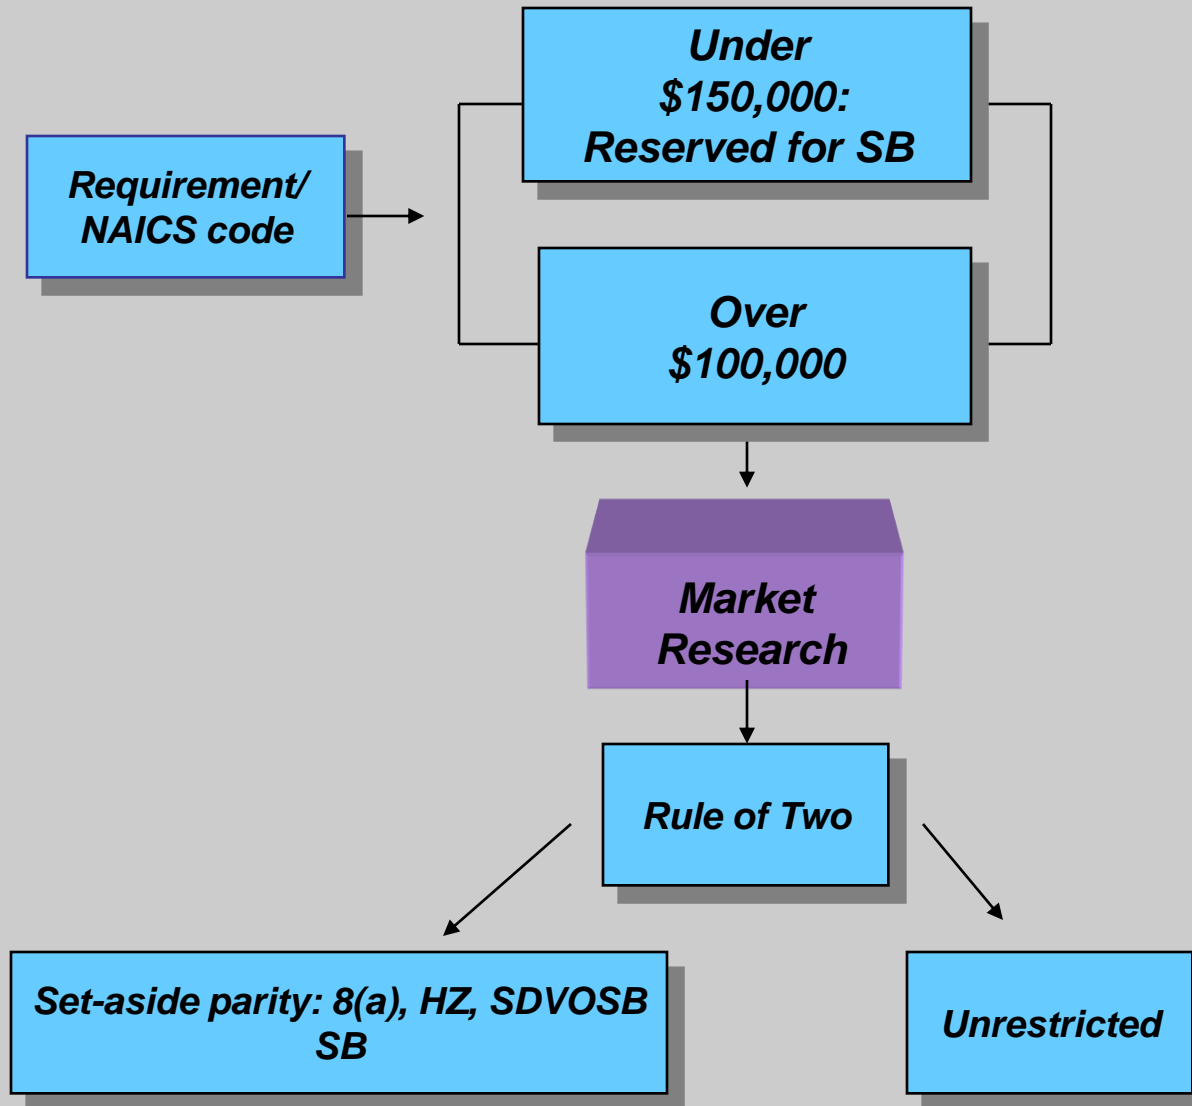 Under
$150,000:
Reserved for SB
Requirement/
NAICS code
Over
$100,000
Market
Research
Rule of Two
Set-aside parity: 8(a), HZ, SDVOSB
SB
Unrestricted